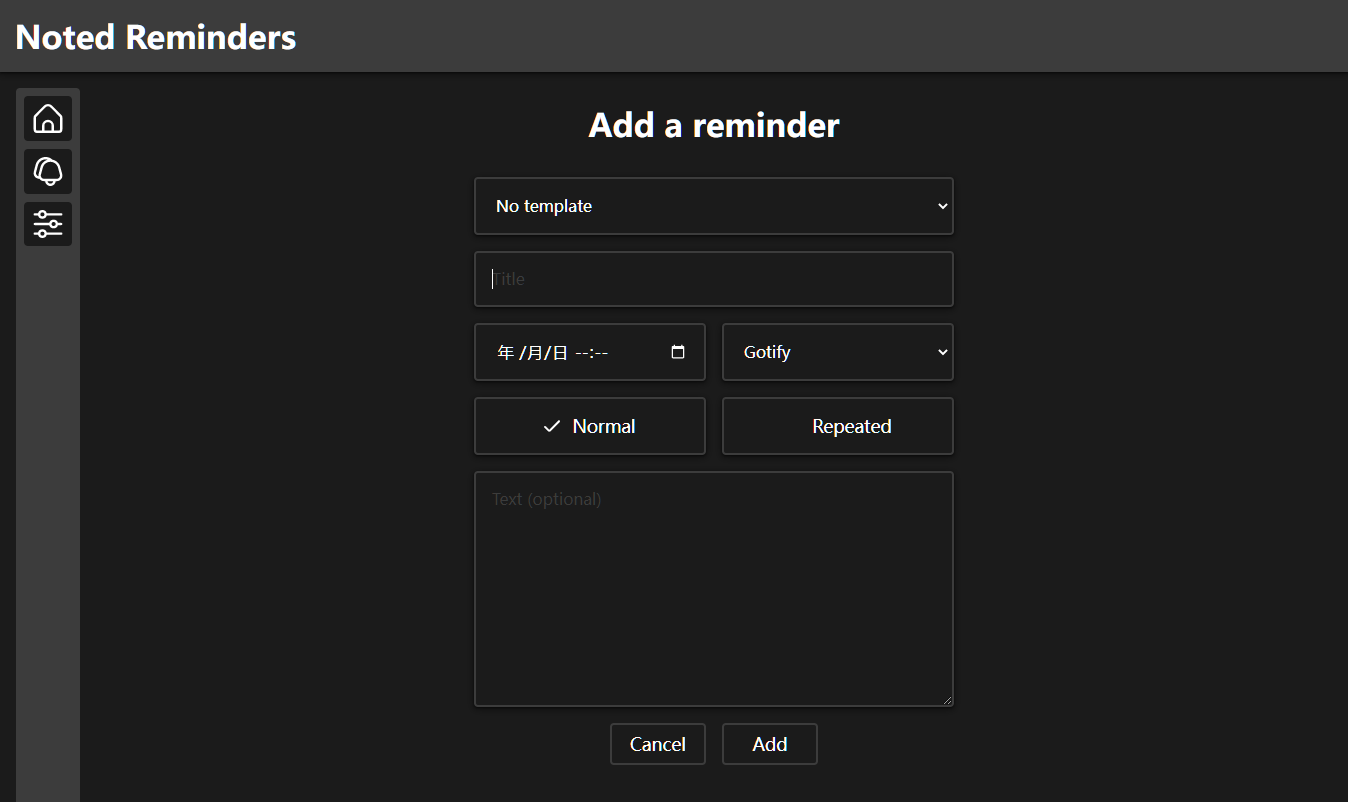 Noted Reminders
Add a reminder
No template
Title
年 /月/日 --:--
Gotify
Normal
Repeated
Text (optional)
Cancel
Add